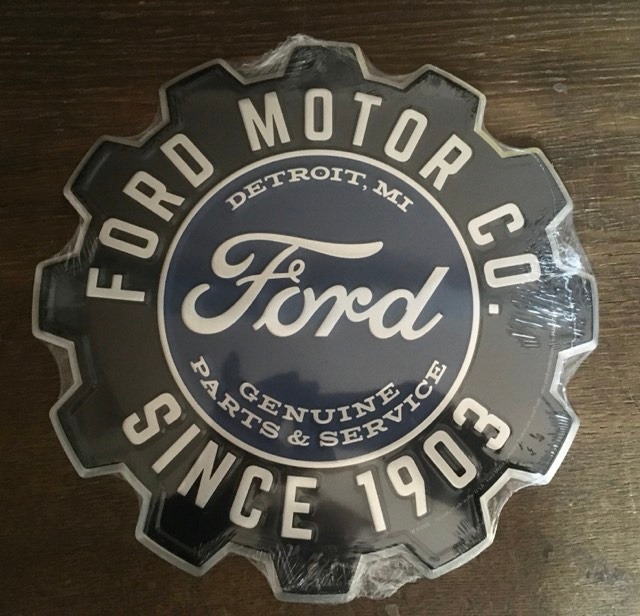 FORD MOTOR CO.
DETROIT, MI
Ford
GENUINE
PARTS & SERVICE
SINCE 1903